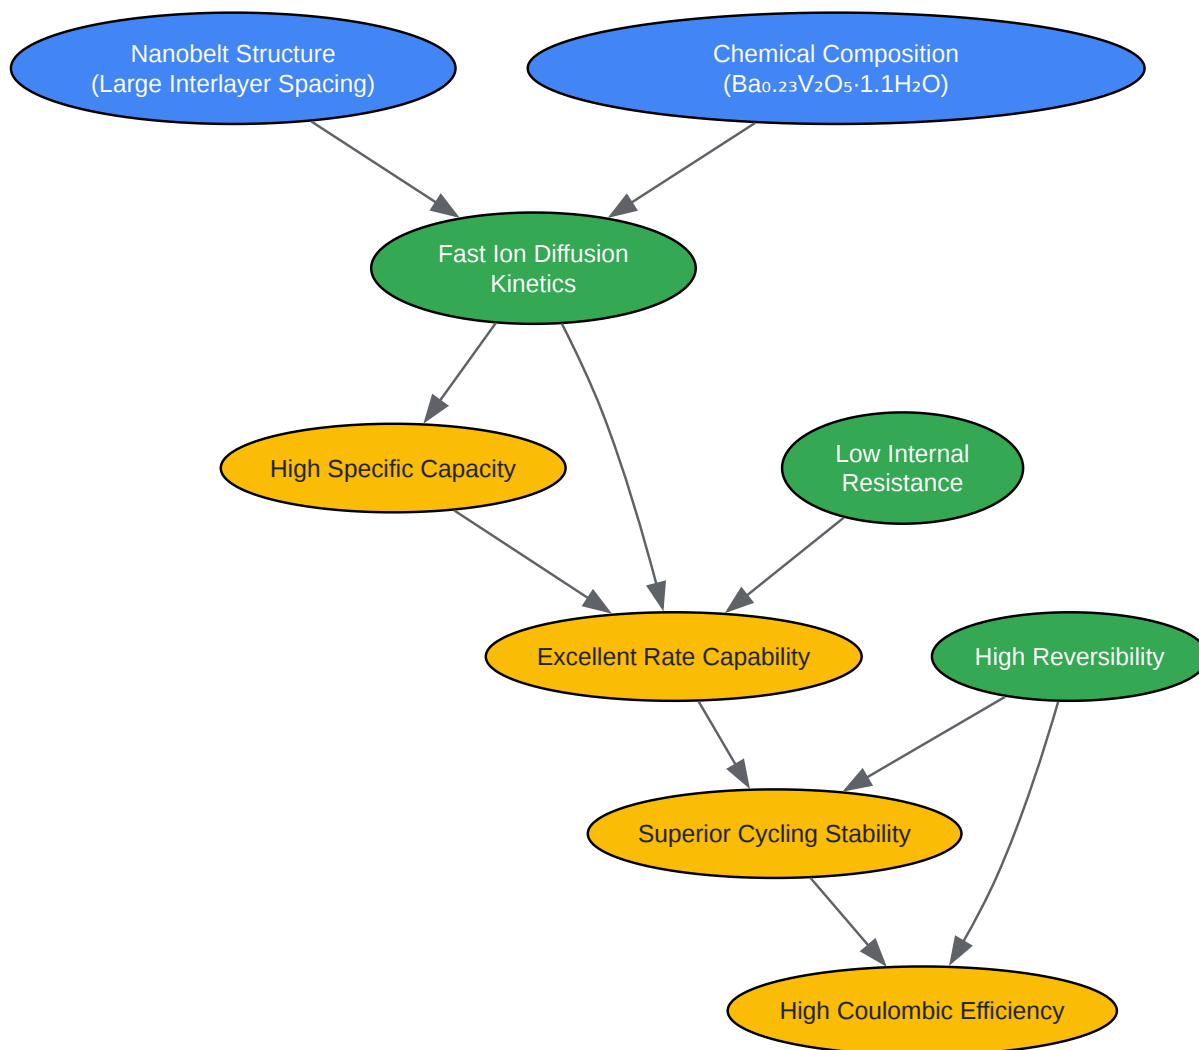 Nanobelt Structure
(Large Interlayer Spacing)
Chemical Composition
(Ba₀.₂₃V₂O₅·1.1H₂O)
Fast Ion Diffusion
Kinetics
High Specific Capacity
Low Internal
Resistance
Excellent Rate Capability
High Reversibility
Superior Cycling Stability
High Coulombic Efficiency